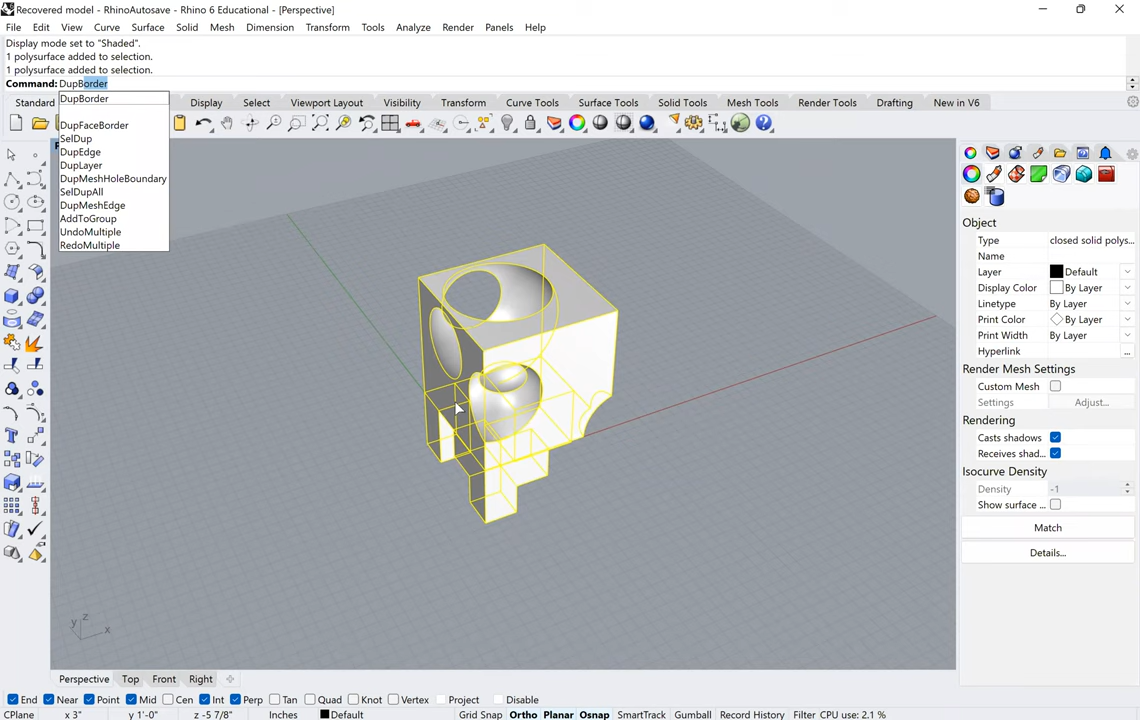 Recovered model - RhinoAutosave - Rhino 6 Educational - [Perspective]
File Edit View Curve Surface Solid Mesh Dimension Transform Tools Analyze Render Panels Help
Display mode set to "Shaded".
1 polysurface added to selection.
1 polysurface added to selection.
Command: DupBorder
DupBorder
DupFaceBorder
SelDup
DupEdge
DupLayer
DupMeshHoleBoundary
SelDupAll
DupMeshEdge
AddToGroup
UndoMultiple
RedoMultiple
Standard Display Select Viewport Layout Visibility Transform Curve Tools Surface Tools Solid Tools Mesh Tools Render Tools Drafting New in V6
Object
Type closed solid polys...
Name
Layer Default
Display Color By Layer
Linetype By Layer
Print Color By Layer
Print Width By Layer
Hyperlink ...
Render Mesh Settings
Custom Mesh
Settings Adjust...
Rendering
Casts shadows
Receives shad...
Isocurve Density
Density -1
Show surface ...
Match
Details...
y z x
Perspective Top Front Right
End Near Point Mid Cen Int Perp Tan Quad Knot Vertex Project Disable
CPlane x 3" y 1'-0" z -5 7/8" Inches Default Grid Snap Ortho Planar Osnap SmartTrack Gumball Record History Filter CPU use: 2.1 %